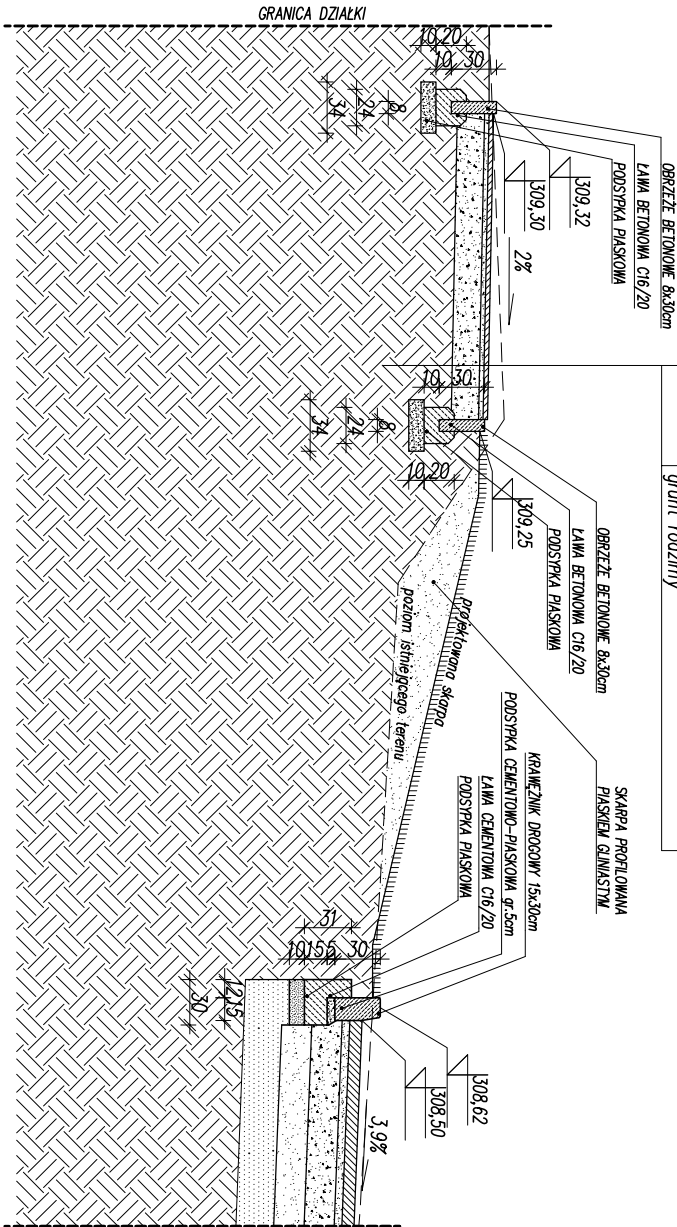 GRANICA DZIAŁKI
OBRZEŻE BETONOWE 8x30cm
ŁAWA BETONOWA C16/20
PODSYPKA PIASKOWA
309,32
309,30
2%
10 20
10 30
8
24
34
grunt rodzimy
10 30
8
24
34
10 20
309,25
OBRZEŻE BETONOWE 8x30cm
ŁAWA BETONOWA C16/20
PODSYPKA PIASKOWA
projektowana skarpa
poziom istniejącego terenu
SKARPA PROFILOWANA
PIASKIEM GLINIASTYM
KRAWĘŻNIK DROGOWY 15x30cm
PODSYPKA CEMENTOWO-PIASKOWA gr.5cm
ŁAWA CEMENTOWA C16/20
PODSYPKA PIASKOWA
31
10 15 5 30
12 15
30
308,62
308,50
3,9%